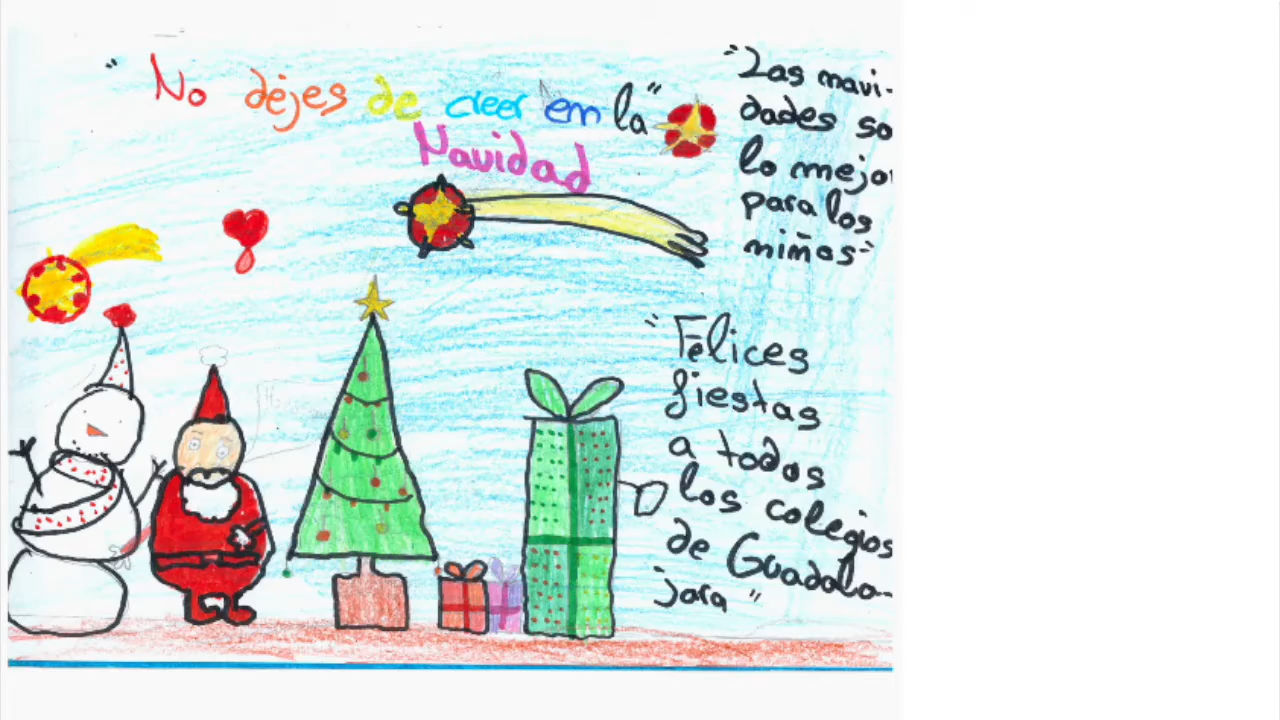 " No dejes de creer en la "
Navidad
"Las navi-
dades so
lo mejo
para los
niños"
"Felices
fiestas
a todos
los colegios
de Guadala-
jara "